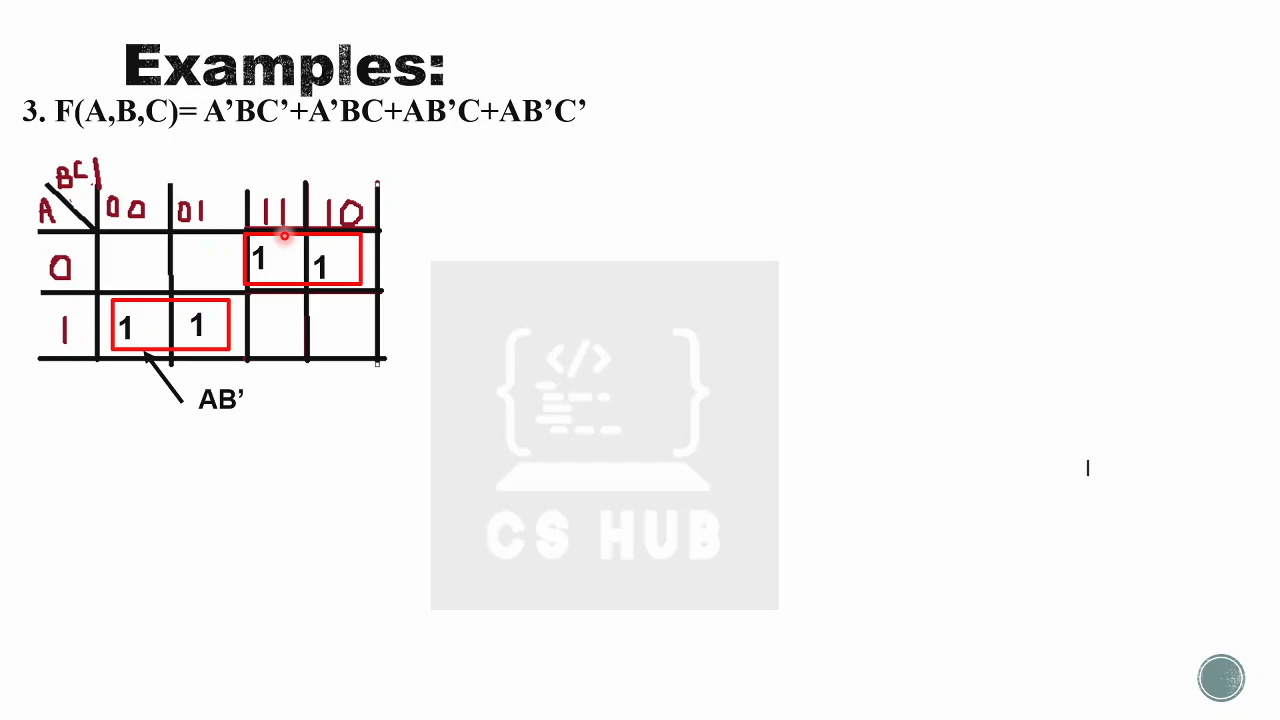 Examples:
3. F(A,B,C)= A’BC’+A’BC+AB’C+AB’C’
BC
A 00 01 11 10
0 1 1
1 1 1
AB’
CS HUB